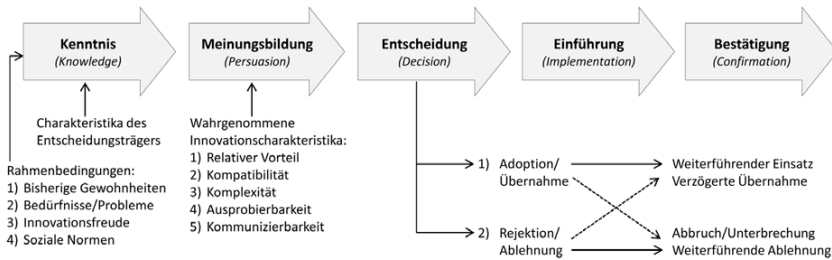 Kenntnis
(Knowledge)
Meinungsbildung
(Persuasion)
Entscheidung
(Decision)
Einführung
(Implementation)
Bestätigung
(Confirmation)
Charakteristika des
Entscheidungsträgers
Rahmenbedingungen:
1) Bisherige Gewohnheiten
2) Bedürfnisse/Probleme
3) Innovationsfreude
4) Soziale Normen
Wahrgenommene
Innovationscharakteristika:
1) Relativer Vorteil
2) Kompatibilität
3) Komplexität
4) Ausprobierbarkeit
5) Kommunizierbarkeit
1) Adoption/
Übernahme
2) Rejektion/
Ablehnung
Weiterführender Einsatz
Verzögerte Übernahme
Abbruch/Unterbrechung
Weiterführende Ablehnung